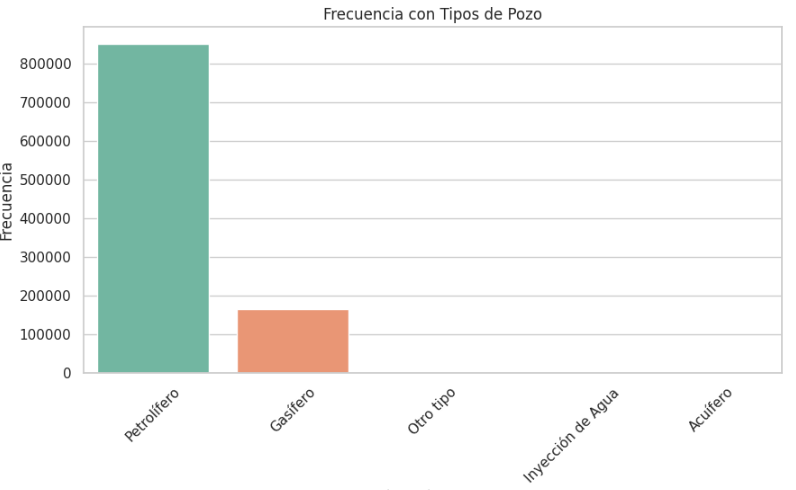 Frecuencia con Tipos de Pozo
Frecuencia
800000
700000
600000
500000
400000
300000
200000
100000
0
Petrolífero
Gasífero
Otro tipo
Inyección de Agua
Acuífero